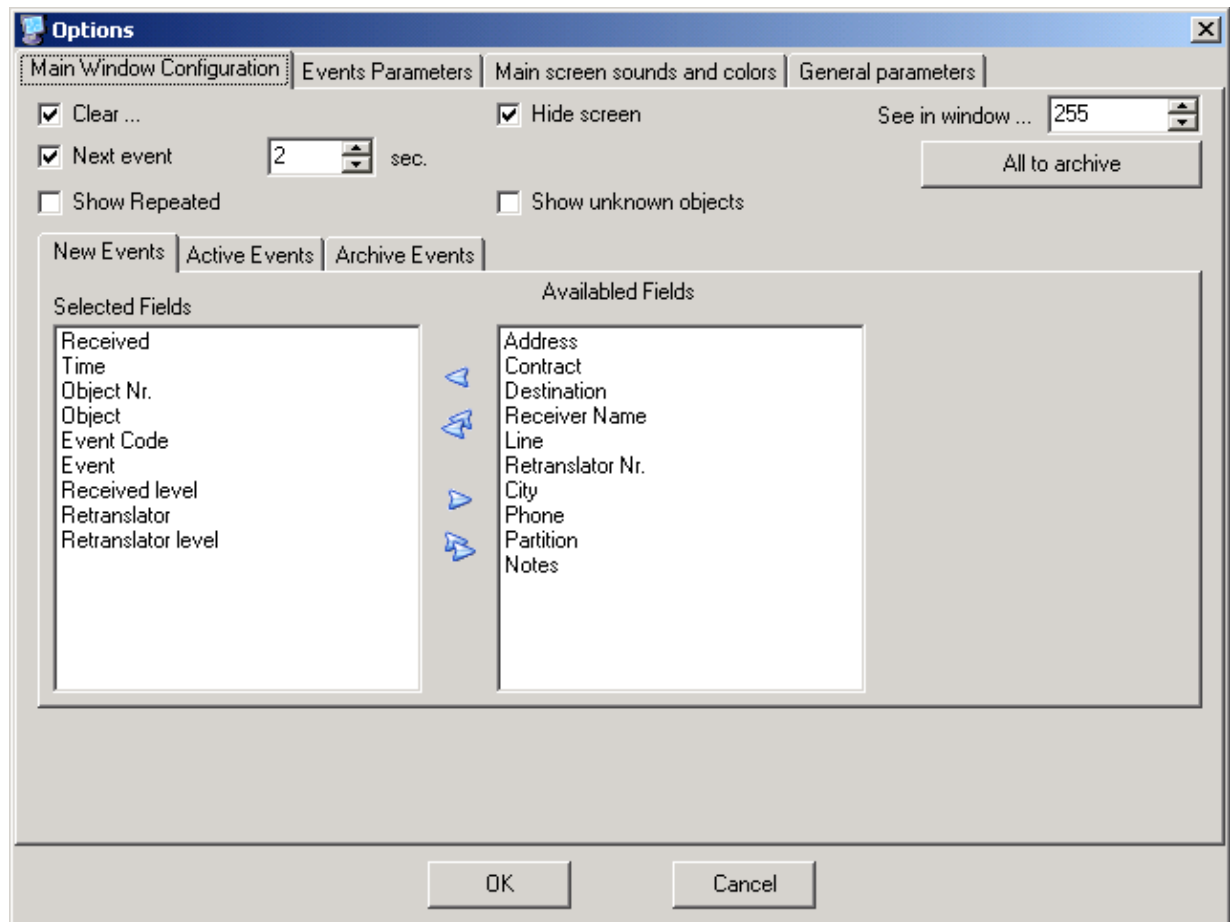 Options
Main Window Configuration Events Parameters Main screen sounds and colors General parameters
Clear ... Hide screen See in window ... 255
Next event 2 sec. All to archive
Show Repeated Show unknown objects
New Events Active Events Archive Events
Selected Fields Availabled Fields
Received
Time
Object Nr.
Object
Event Code
Event
Received level
Retranslator
Retranslator level
Address
Contract
Destination
Receiver Name
Line
Retranslator Nr.
City
Phone
Partition
Notes
OK Cancel